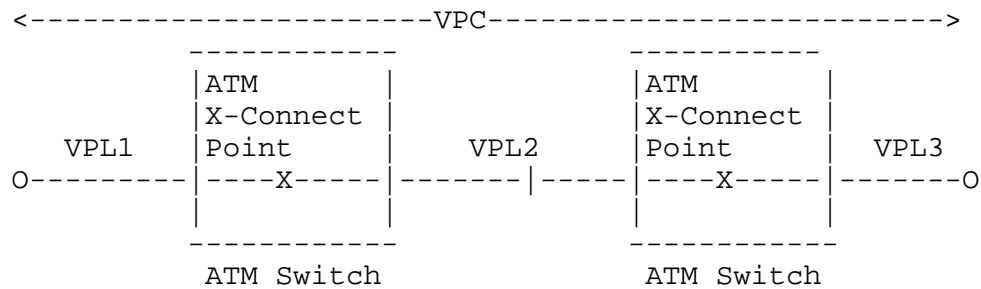 <-----------------------VPC-------------------------->
------------ -----------
|ATM | |ATM |
|X-Connect | |X-Connect |
VPL1 |Point | VPL2 |Point | VPL3
O---------|----X-----|-------|-----|----X-----|-------O
| | | |
------------ -----------
ATM Switch ATM Switch